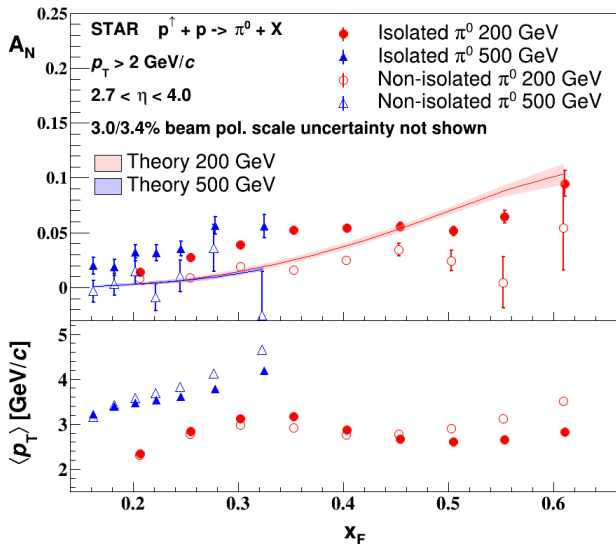 STAR p↑ + p -> π⁰ + X
p_T > 2 GeV/c
2.7 < η < 4.0
3.0/3.4% beam pol. scale uncertainty not shown
Isolated π⁰ 200 GeV
Isolated π⁰ 500 GeV
Non-isolated π⁰ 200 GeV
Non-isolated π⁰ 500 GeV
Theory 200 GeV
Theory 500 GeV
A_N
0.25
0.2
0.15
0.1
0.05
0
⟨p_T⟩ [GeV/c]
5
4
3
2
0.2 0.3 0.4 0.5 0.6
x_F